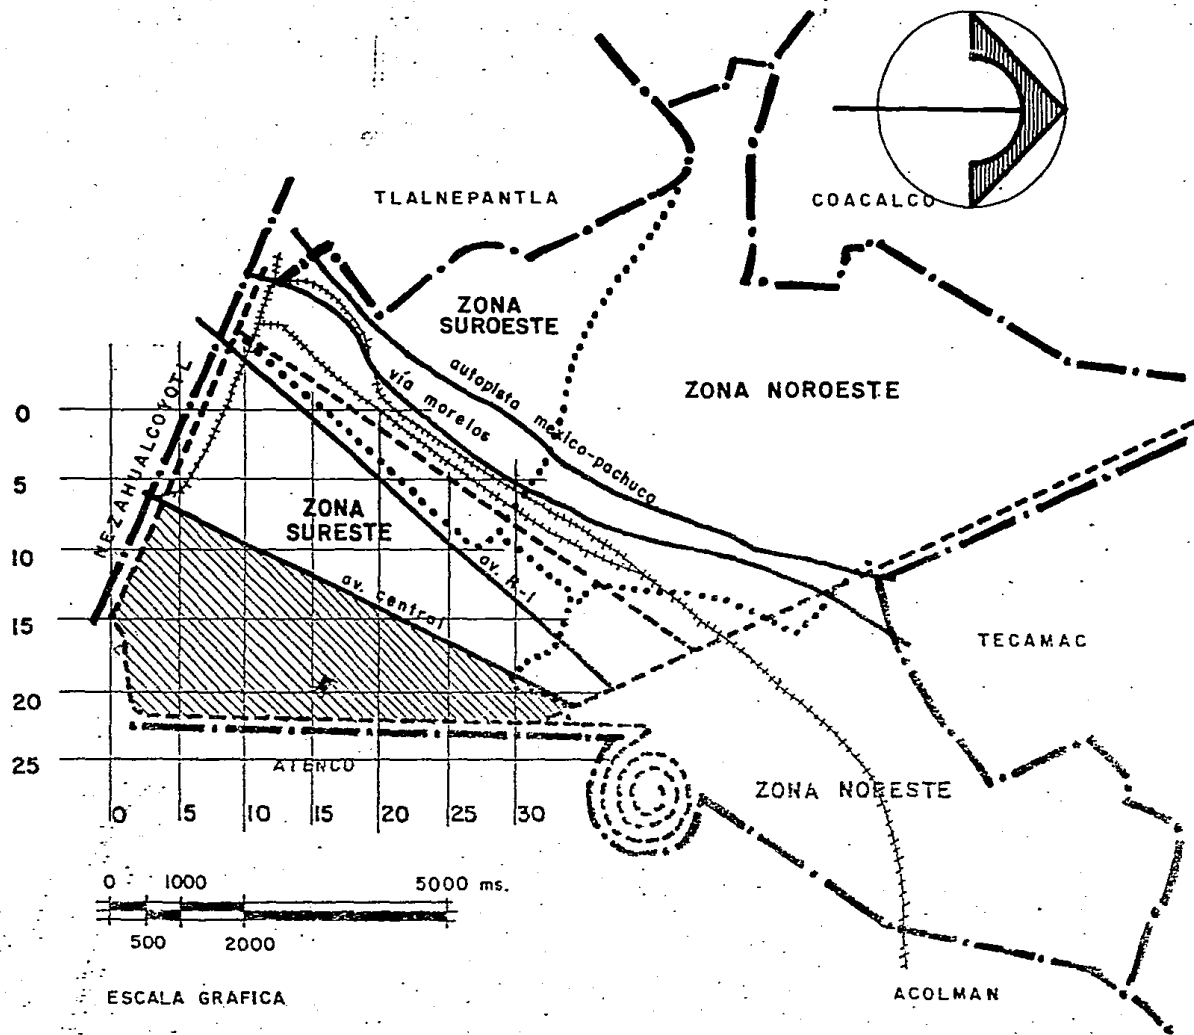 TLALNEPANTLA
COACALCO
ZONA
SUROESTE
autopista mexico-pachuca
vía
morelos
ZONA NOROESTE
NEZAHUALCOYOTL
0
5
10
15
20
25
ZONA
SURESTE
av. R-1
av. central
TECAMAC
ATENCO
ZONA NORESTE
0
15
10
15
20
25
30
0 1000 5000 ms.
500 2000
ESCALA GRAFICA
ACOLMAN